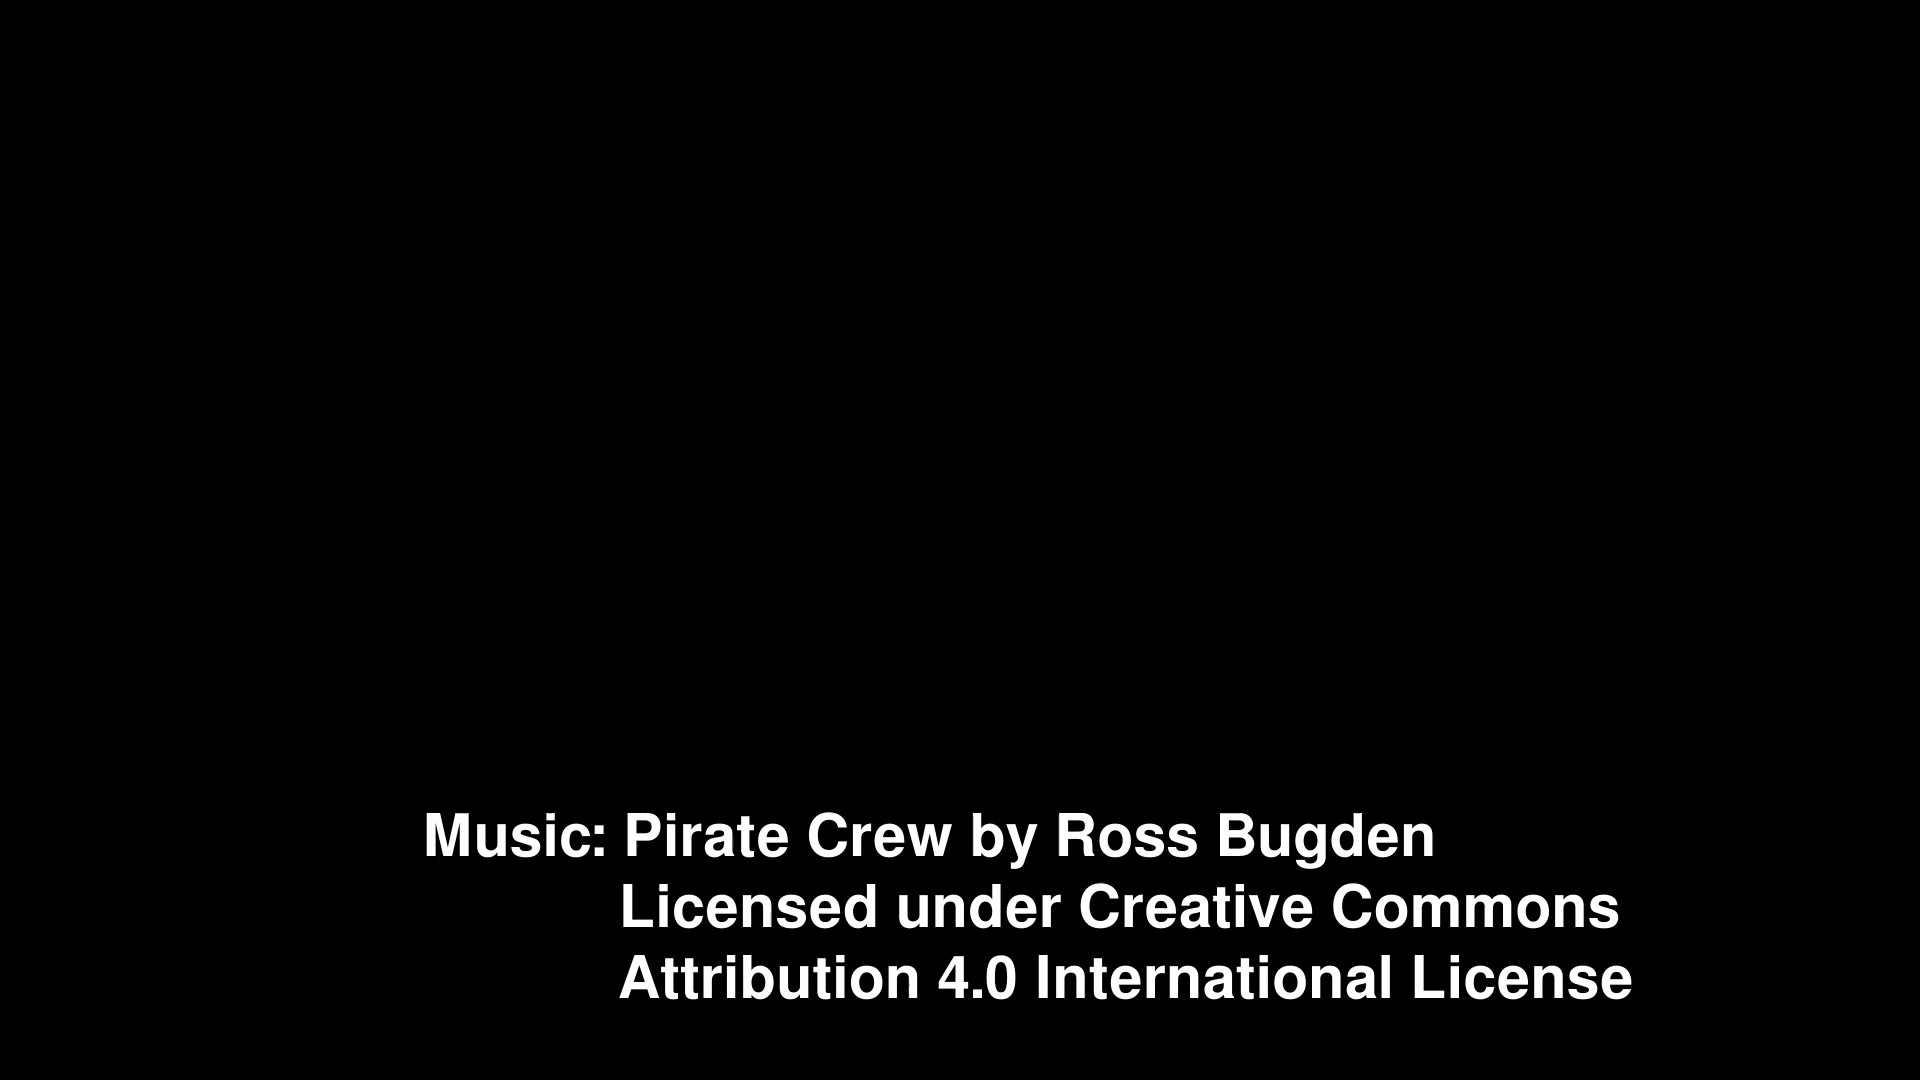 Music: Pirate Crew by Ross Bugden
Licensed under Creative Commons
Attribution 4.0 International License